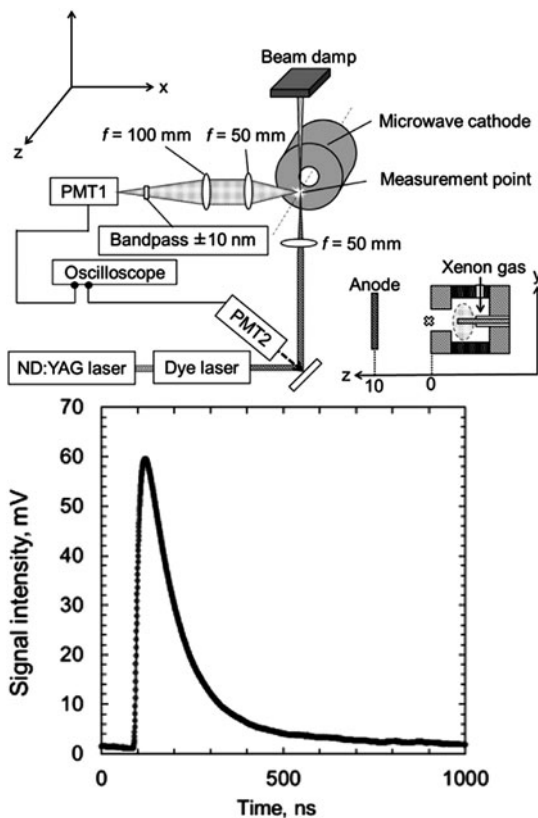 Beam damp
x
Microwave cathode
z
f = 100 mm
f = 50 mm
PMT1
Measurement point
Bandpass ±10 nm
f = 50 mm
Oscilloscope
Xenon gas
Anode
y
PMT2
ND:YAG laser
Dye laser
z
10
0
70
60
50
40
30
20
10
0
Signal intensity, mV
0
500
1000
Time, ns